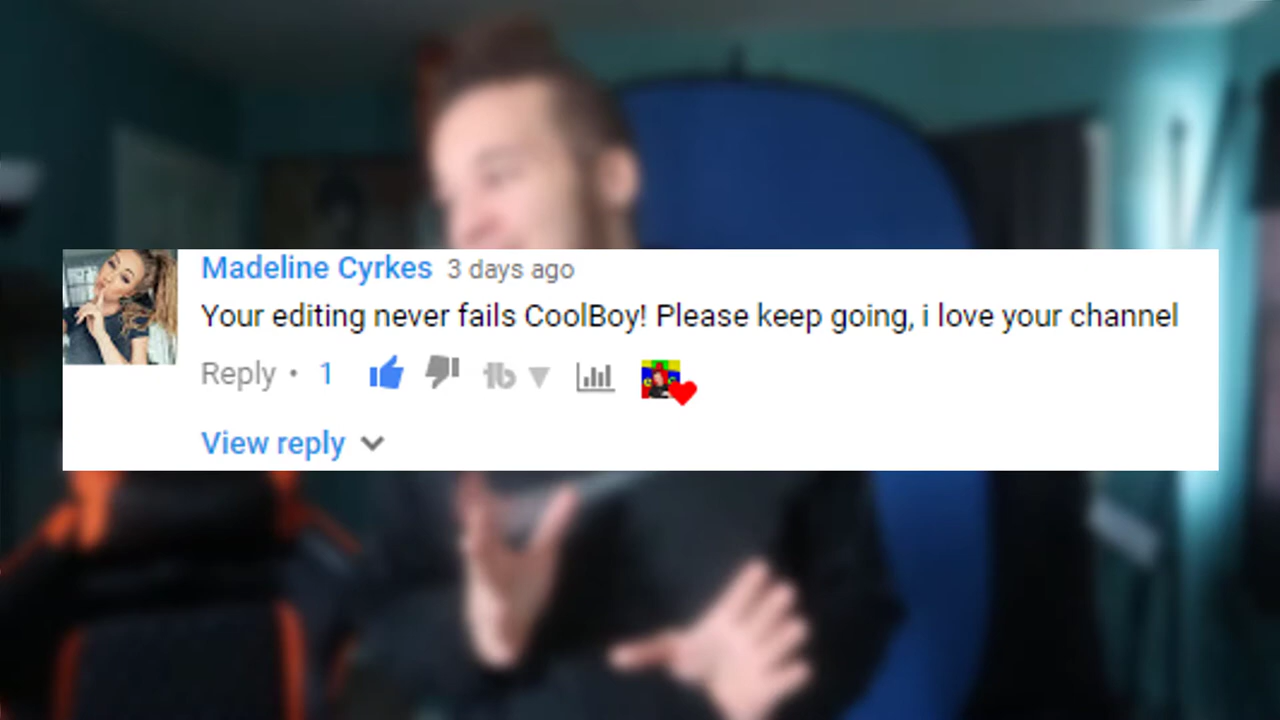 Madeline Cyrkes 3 days ago
Your editing never fails CoolBoy! Please keep going, i love your channel
Reply • 1
View reply